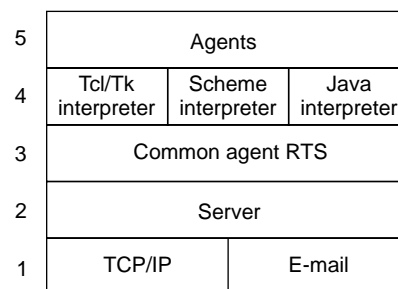 5 Agents
4 Tcl/Tk interpreter Scheme interpreter Java interpreter
3 Common agent RTS
2 Server
1 TCP/IP E-mail